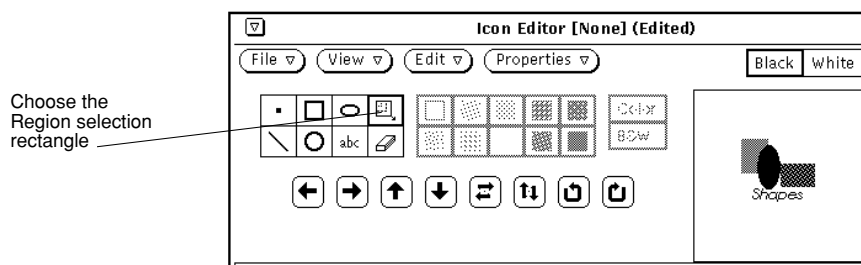 Icon Editor [None] (Edited)
File View Edit Properties
Black White
Choose the
Region selection
rectangle
abc
Color
B&W
Shapes